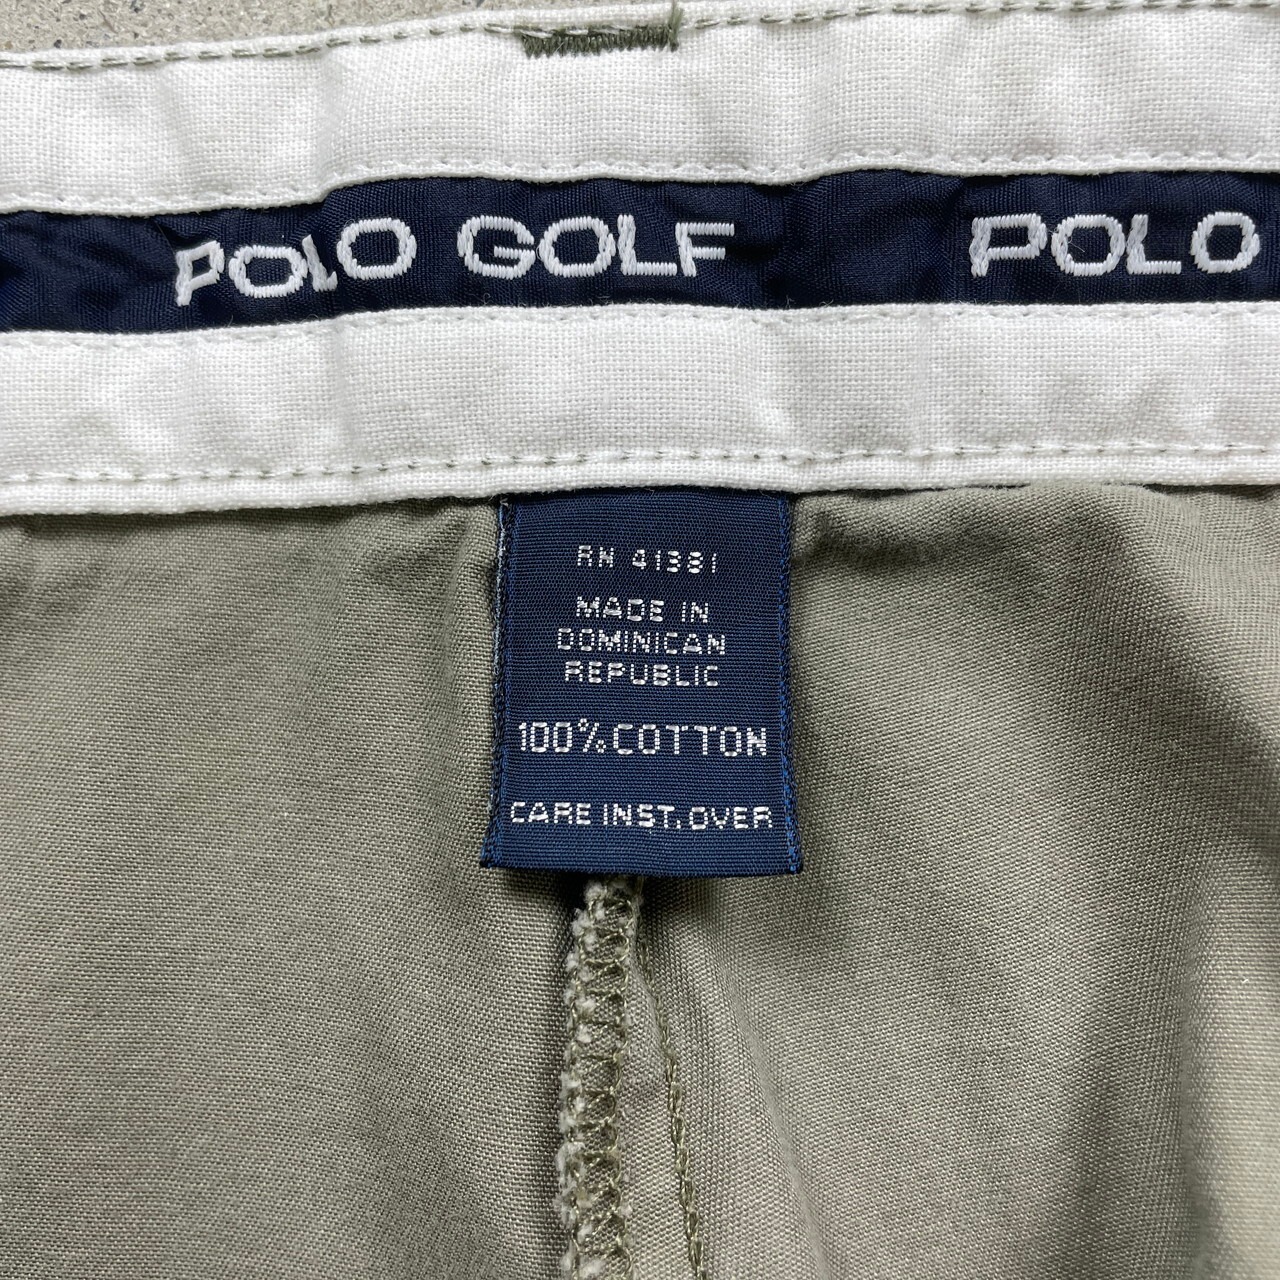 POLO GOLF POLO
RN 41381
MADE IN
DOMINICAN
REPUBLIC
100% COTTON
CARE INST. OVER